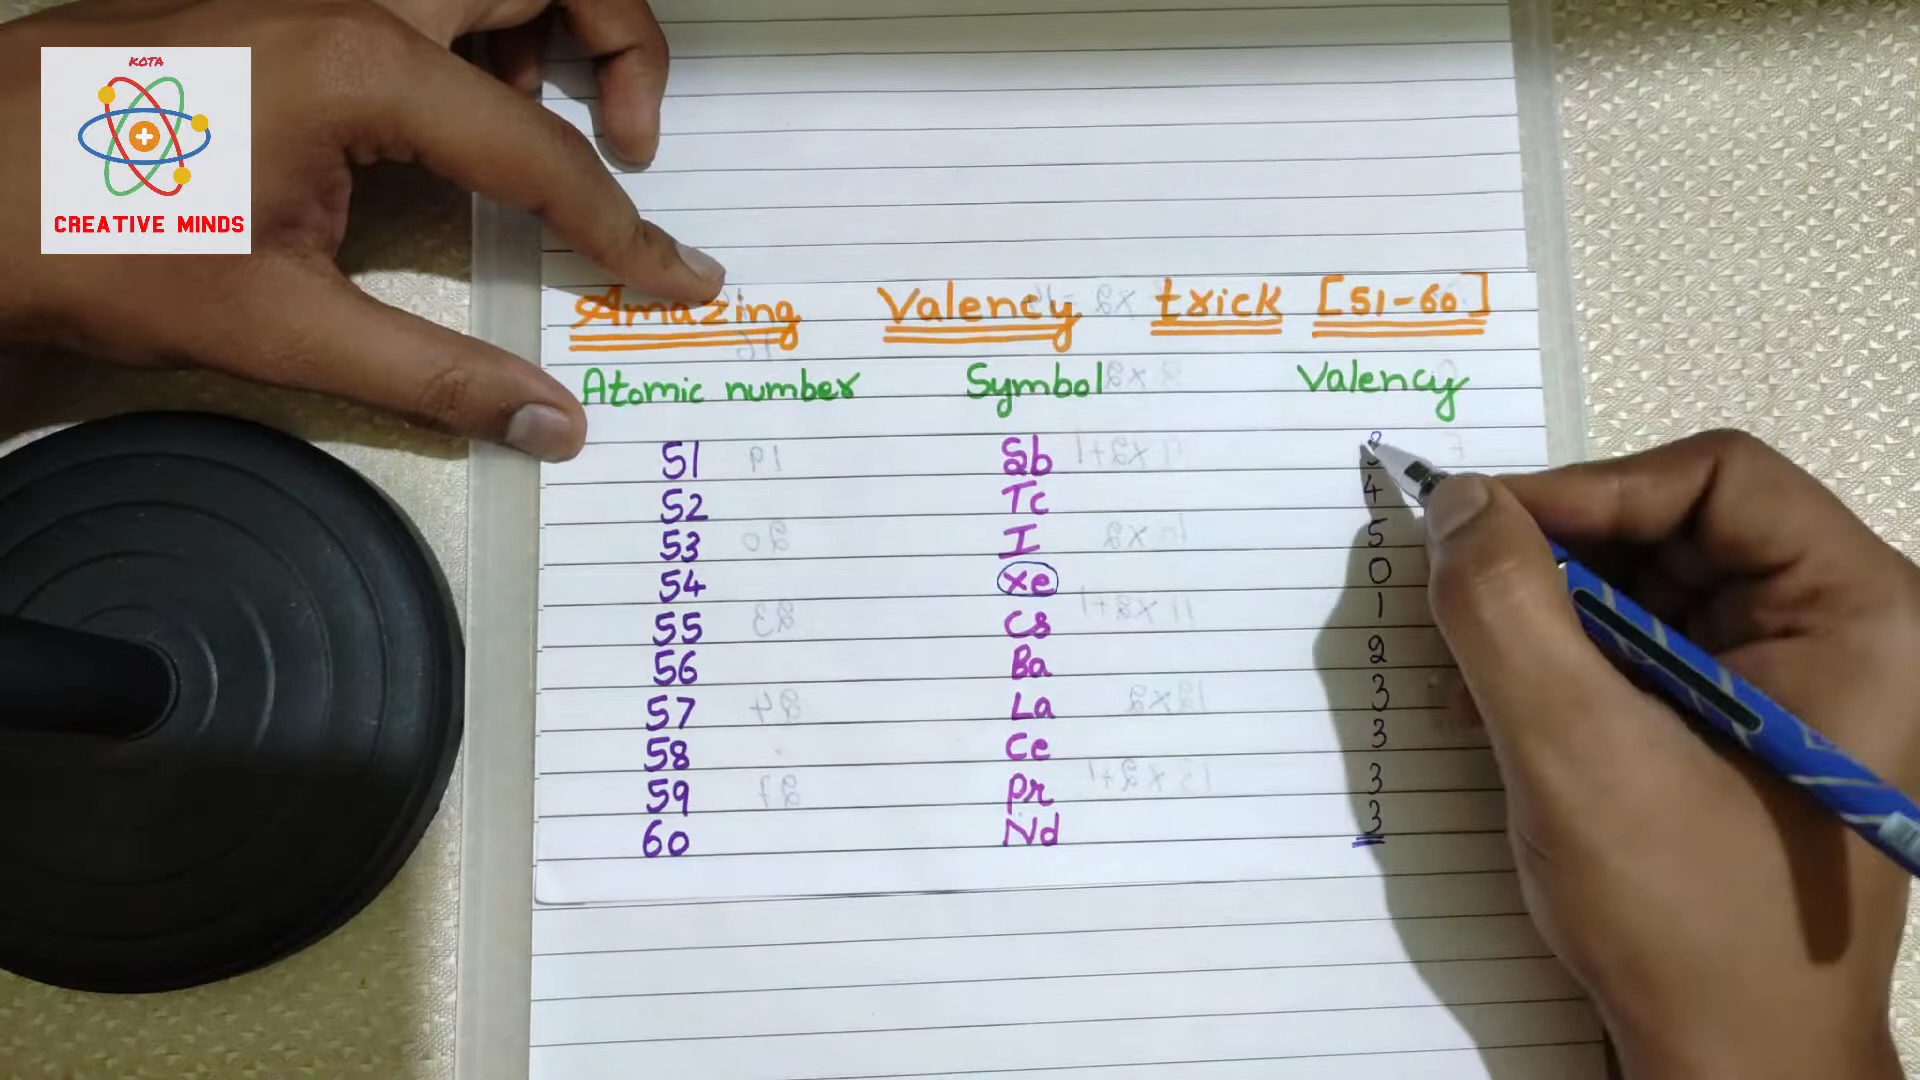 KOTA
CREATIVE MINDS
Amazing Valency trick [51-60]
Atomic number Symbol Valency
51 Sb 3
52 Tc 4
53 I 5
54 Xe 0
55 Cs 1
56 Ba 2
57 La 3
58 Ce 3
59 Pr 3
60 Nd 3